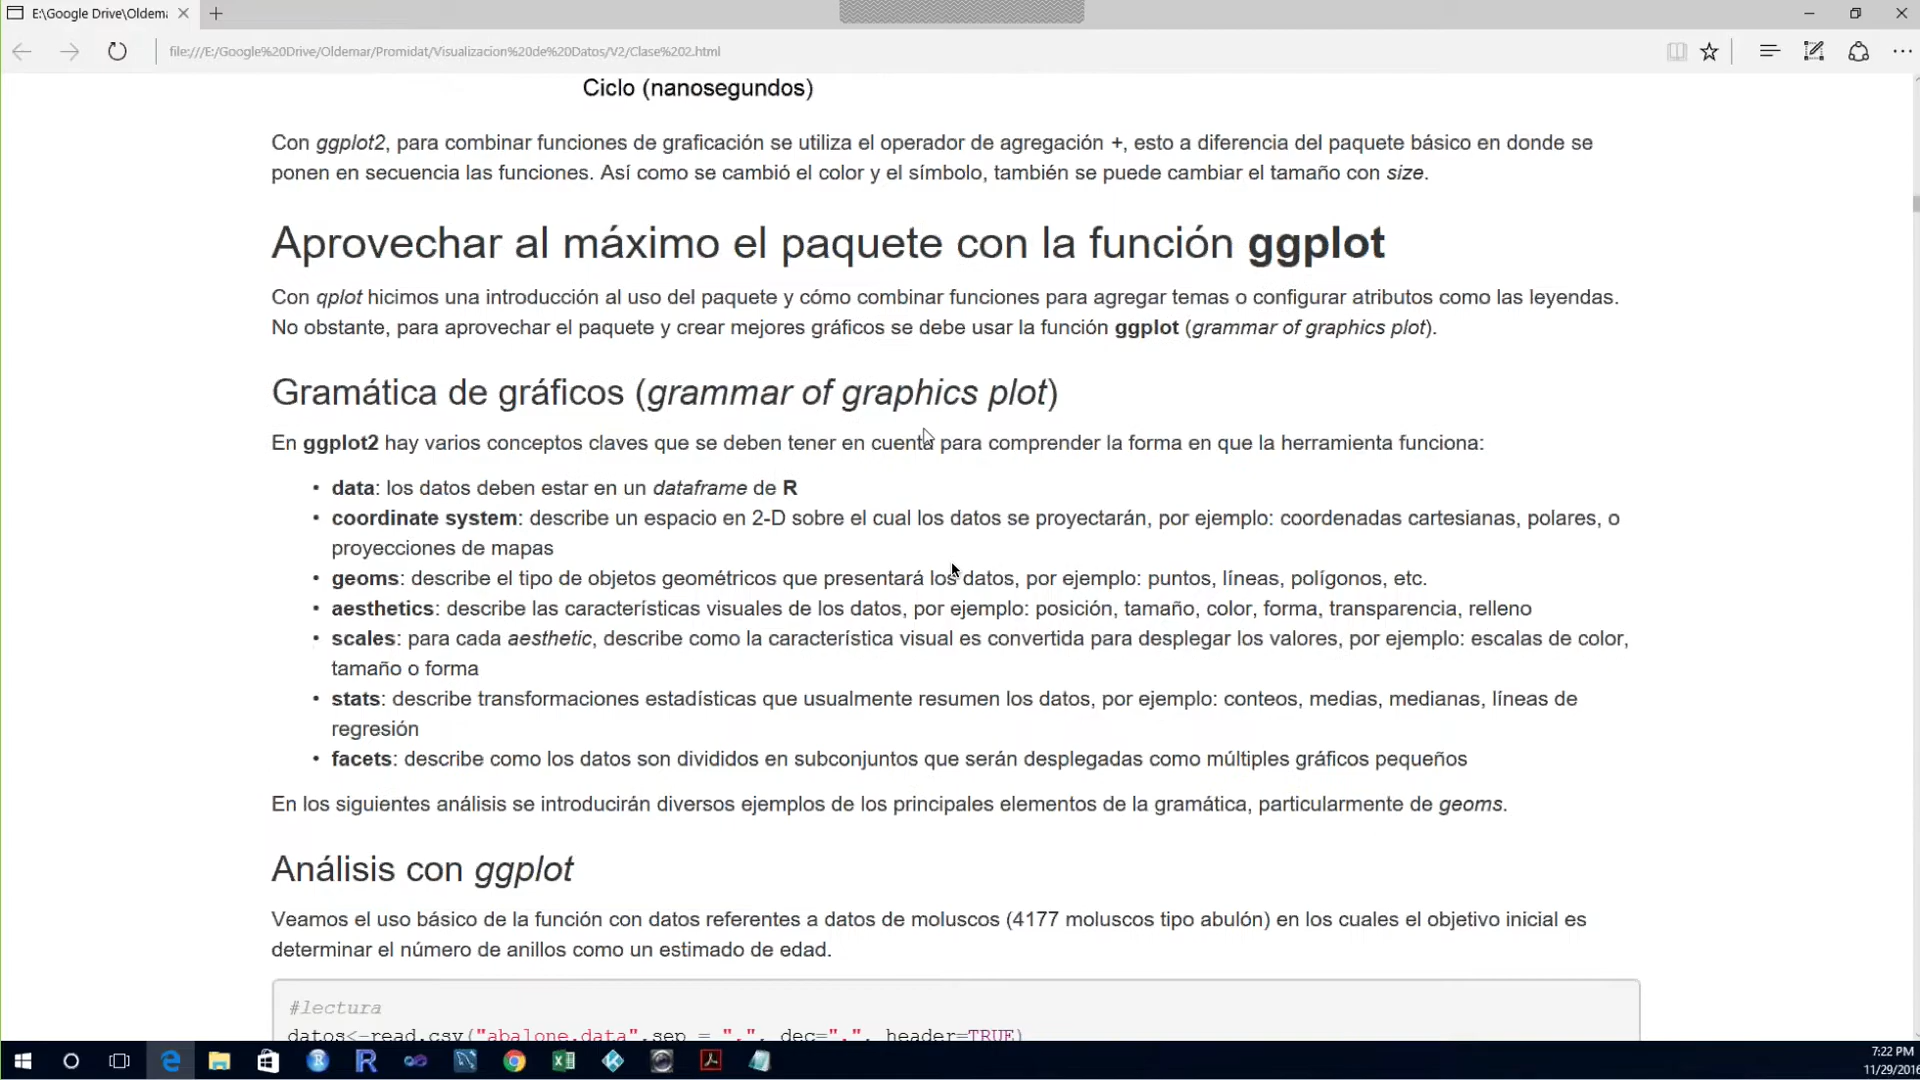 E:\Google Drive\Oldema
file:///E:/Google%20Drive/Oldemar/Promidat/Visualizacion%20de%20Datos/V2/Clase%202.html
Ciclo (nanosegundos)
Con ggplot2, para combinar funciones de graficación se utiliza el operador de agregación +, esto a diferencia del paquete básico en donde se
ponen en secuencia las funciones. Así como se cambió el color y el símbolo, también se puede cambiar el tamaño con size.
Aprovechar al máximo el paquete con la función ggplot
Con qplot hicimos una introducción al uso del paquete y cómo combinar funciones para agregar temas o configurar atributos como las leyendas.
No obstante, para aprovechar el paquete y crear mejores gráficos se debe usar la función ggplot (grammar of graphics plot).
Gramática de gráficos (grammar of graphics plot)
En ggplot2 hay varios conceptos claves que se deben tener en cuenta para comprender la forma en que la herramienta funciona:
• data: los datos deben estar en un dataframe de R
• coordinate system: describe un espacio en 2-D sobre el cual los datos se proyectarán, por ejemplo: coordenadas cartesianas, polares, o
proyecciones de mapas
• geoms: describe el tipo de objetos geométricos que presentará los datos, por ejemplo: puntos, líneas, polígonos, etc.
• aesthetics: describe las características visuales de los datos, por ejemplo: posición, tamaño, color, forma, transparencia, relleno
• scales: para cada aesthetic, describe como la característica visual es convertida para desplegar los valores, por ejemplo: escalas de color,
tamaño o forma
• stats: describe transformaciones estadísticas que usualmente resumen los datos, por ejemplo: conteos, medias, medianas, líneas de
regresión
• facets: describe como los datos son divididos en subconjuntos que serán desplegadas como múltiples gráficos pequeños
En los siguientes análisis se introducirán diversos ejemplos de los principales elementos de la gramática, particularmente de geoms.
Análisis con ggplot
Veamos el uso básico de la función con datos referentes a datos de moluscos (4177 moluscos tipo abulón) en los cuales el objetivo inicial es
determinar el número de anillos como un estimado de edad.
#lectura
datos<-read.csv("abalone.data",sep = ",", dec=".", header=TRUE)
7:22 PM
11/29/2016